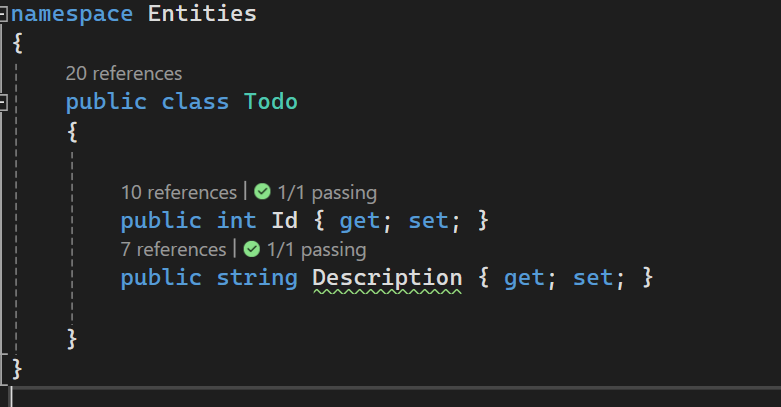 namespace Entities
{
20 references
public class Todo
{
10 references | 1/1 passing
public int Id { get; set; }
7 references | 1/1 passing
public string Description { get; set; }
}
}